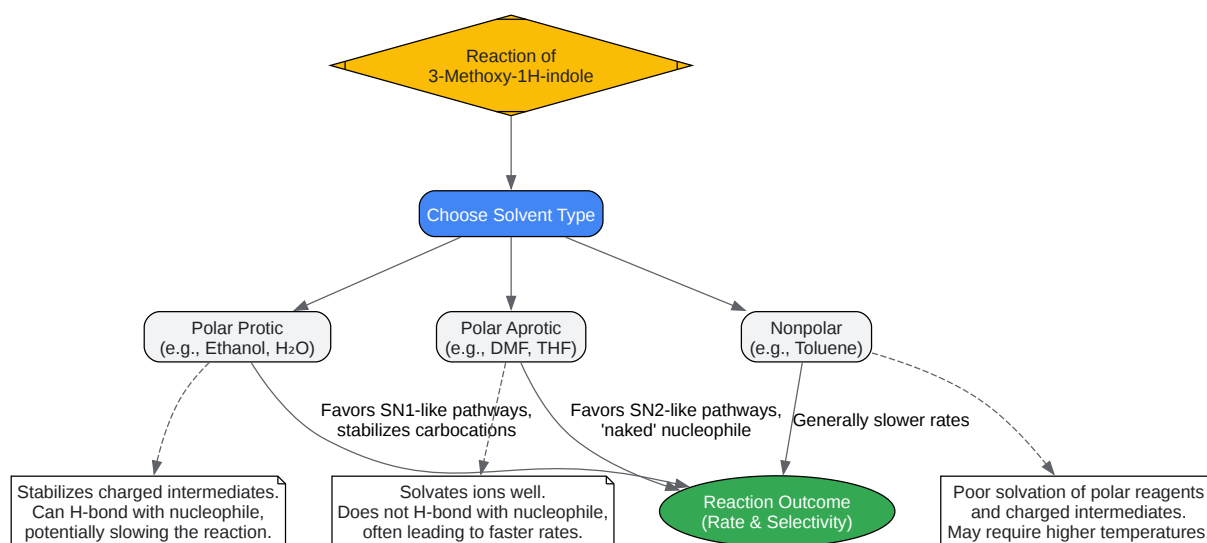 Reaction of
3-Methoxy-1H-indole
Choose Solvent Type
Polar Protic
(e.g., Ethanol, H₂O)
Polar Aprotic
(e.g., DMF, THF)
Nonpolar
(e.g., Toluene)
Favors SN1-like pathways,
stabilizes carbocations
Favors SN2-like pathways,
'naked' nucleophile
Generally slower rates
Stabilizes charged intermediates.
Can H-bond with nucleophile,
potentially slowing the reaction.
Solvates ions well.
Does not H-bond with nucleophile,
often leading to faster rates.
Reaction Outcome
(Rate & Selectivity)
Poor solvation of polar reagents
and charged intermediates.
May require higher temperatures.